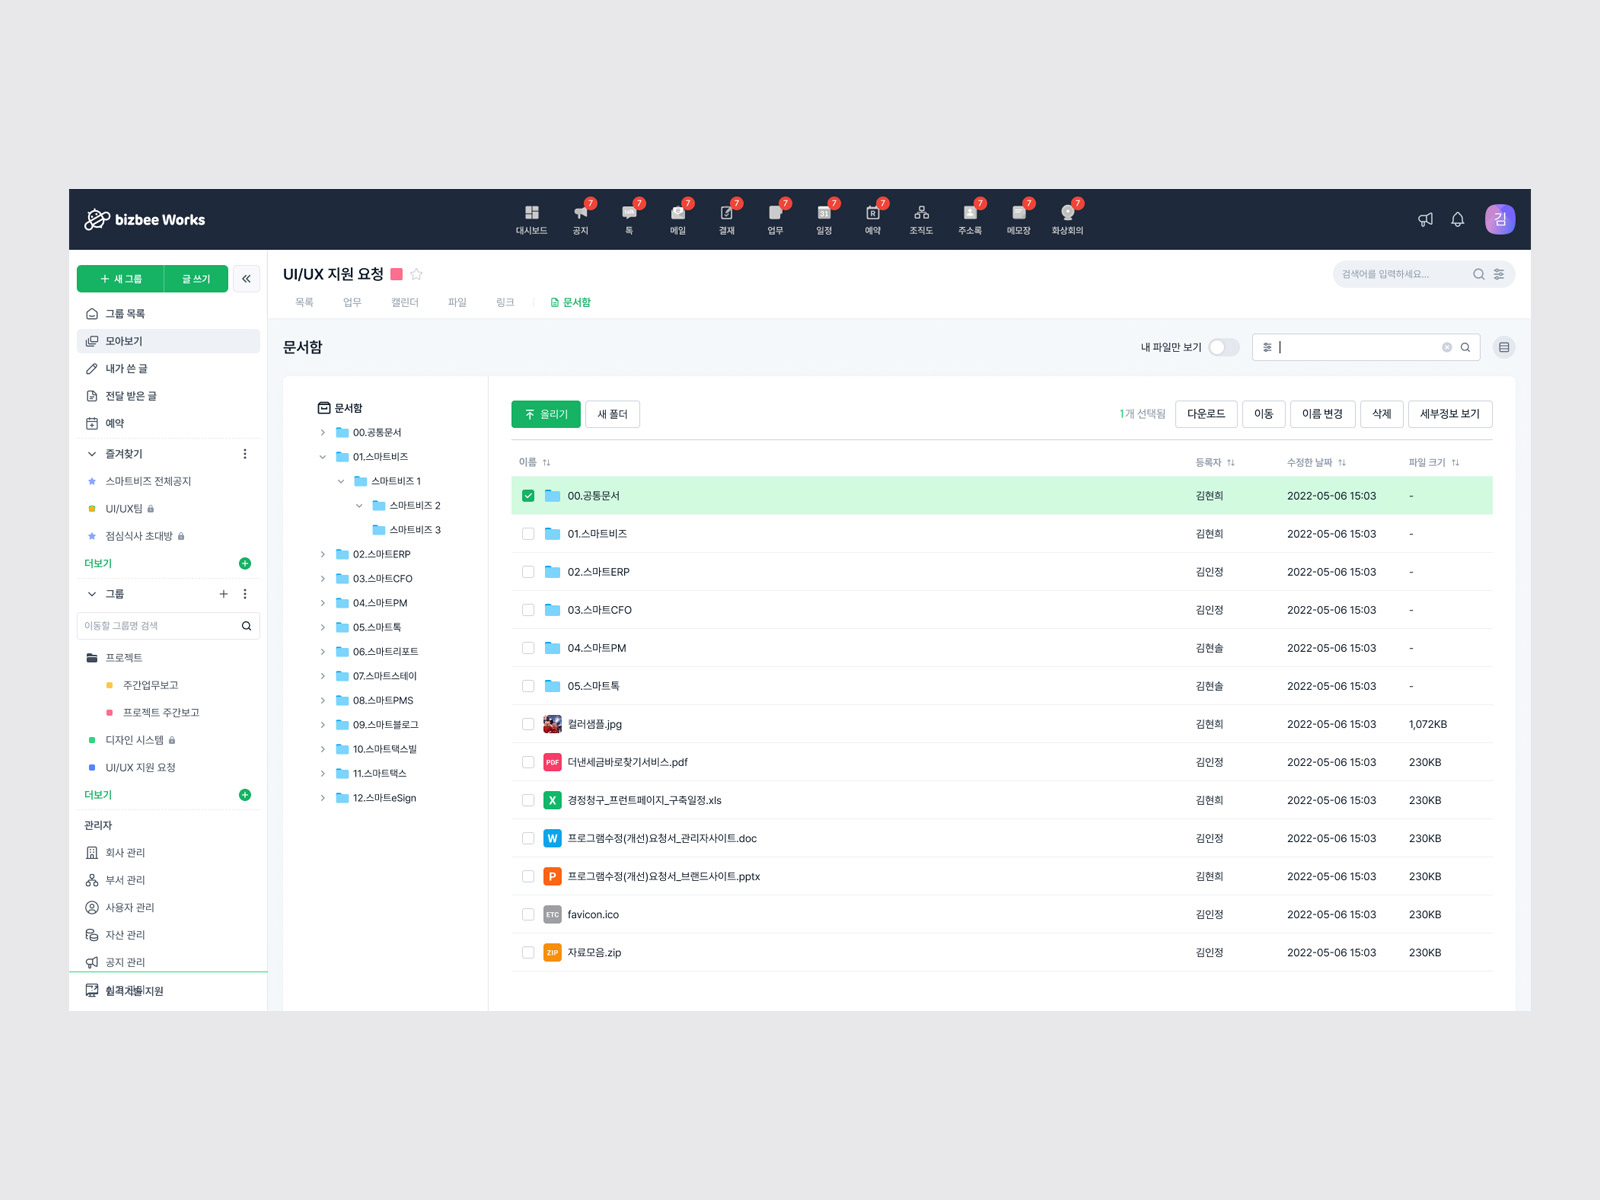 bizbee Works
대시보드
7
공지
7
톡
7
메일
7
결재
7
업무
7
31
일정
7
R
예약
조직도
7
주소록
7
메모장
7
화상회의
김
새 그룹
글 쓰기
그룹 목록
모아보기
내가 쓴 글
전달 받은 글
예약
즐겨찾기
스마트비즈 전체공지
UI/UX팀
점심식사 초대방
더보기
그룹
이동할 그룹명 검색
프로젝트
주간업무보고
프로젝트 주간보고
디자인 시스템
UI/UX 지원 요청
더보기
관리자
회사 관리
부서 관리
사용자 관리
자산 관리
공지 관리
지원
UI/UX 지원 요청
검색어를 입력하세요...
목록
업무
캘린더
파일
링크
문서함
문서함
내 파일만 보기
문서함
00.공통문서
01.스마트비즈
스마트비즈 1
스마트비즈 2
스마트비즈 3
02.스마트ERP
03.스마트CFO
04.스마트PM
05.스마트톡
06.스마트리포트
07.스마트스테이
08.스마트PMS
09.스마트블로그
10.스마트택스빌
11.스마트택스
12.스마트eSign
올리기
새 폴더
1개 선택됨
다운로드
이동
이름 변경
삭제
세부정보 보기
이름 등록자 수정한 날짜 파일 크기
00.공통문서 김현희 2022-05-06 15:03 -
01.스마트비즈 김현희 2022-05-06 15:03 -
02.스마트ERP 김인정 2022-05-06 15:03 -
03.스마트CFO 김인정 2022-05-06 15:03 -
04.스마트PM 김현솔 2022-05-06 15:03 -
05.스마트톡 김현솔 2022-05-06 15:03 -
컬러샘플.jpg 김현희 2022-05-06 15:03 1,072KB
PDF 더낸세금바로찾기서비스.pdf 김인정 2022-05-06 15:03 230KB
X 경정청구_프런트페이지_구축일정.xls 김현희 2022-05-06 15:03 230KB
W 프로그램수정(개선)요청서_관리자사이트.doc 김인정 2022-05-06 15:03 230KB
P 프로그램수정(개선)요청서_브랜드사이트.pptx 김현희 2022-05-06 15:03 230KB
ETC favicon.ico 김인정 2022-05-06 15:03 230KB
ZIP 자료모음.zip 김인정 2022-05-06 15:03 230KB